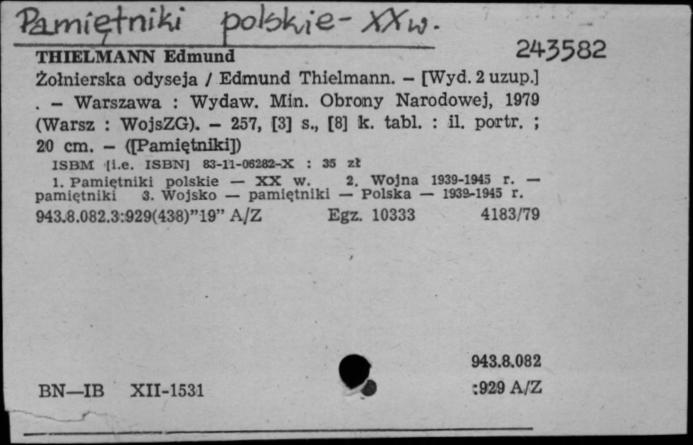 Pamiętniki polskie - XX w.
243582
THIELMANN Edmund
Żołnierska odyseja / Edmund Thielmann. — [Wyd. 2 uzup.]
. — Warszawa : Wydaw. Min. Obrony Narodowej, 1979
(Warsz : WojsZG). — 257, [3] s., [8] k. tabl. : il. portr. ;
20 cm. — ([Pamiętniki])
ISBM [i.e. ISBN] 83-11-06282-X : 35 zł
1. Pamiętniki polskie — XX w. 2. Wojna 1939-1945 r. —
pamiętniki 3. Wojsko — pamiętniki — Polska — 1939-1945 r.
943.8.082.3:929(438)”19” A/Z Egz. 10333 4183/79
943.8.082
BN—IB XII-1531 :929 A/Z